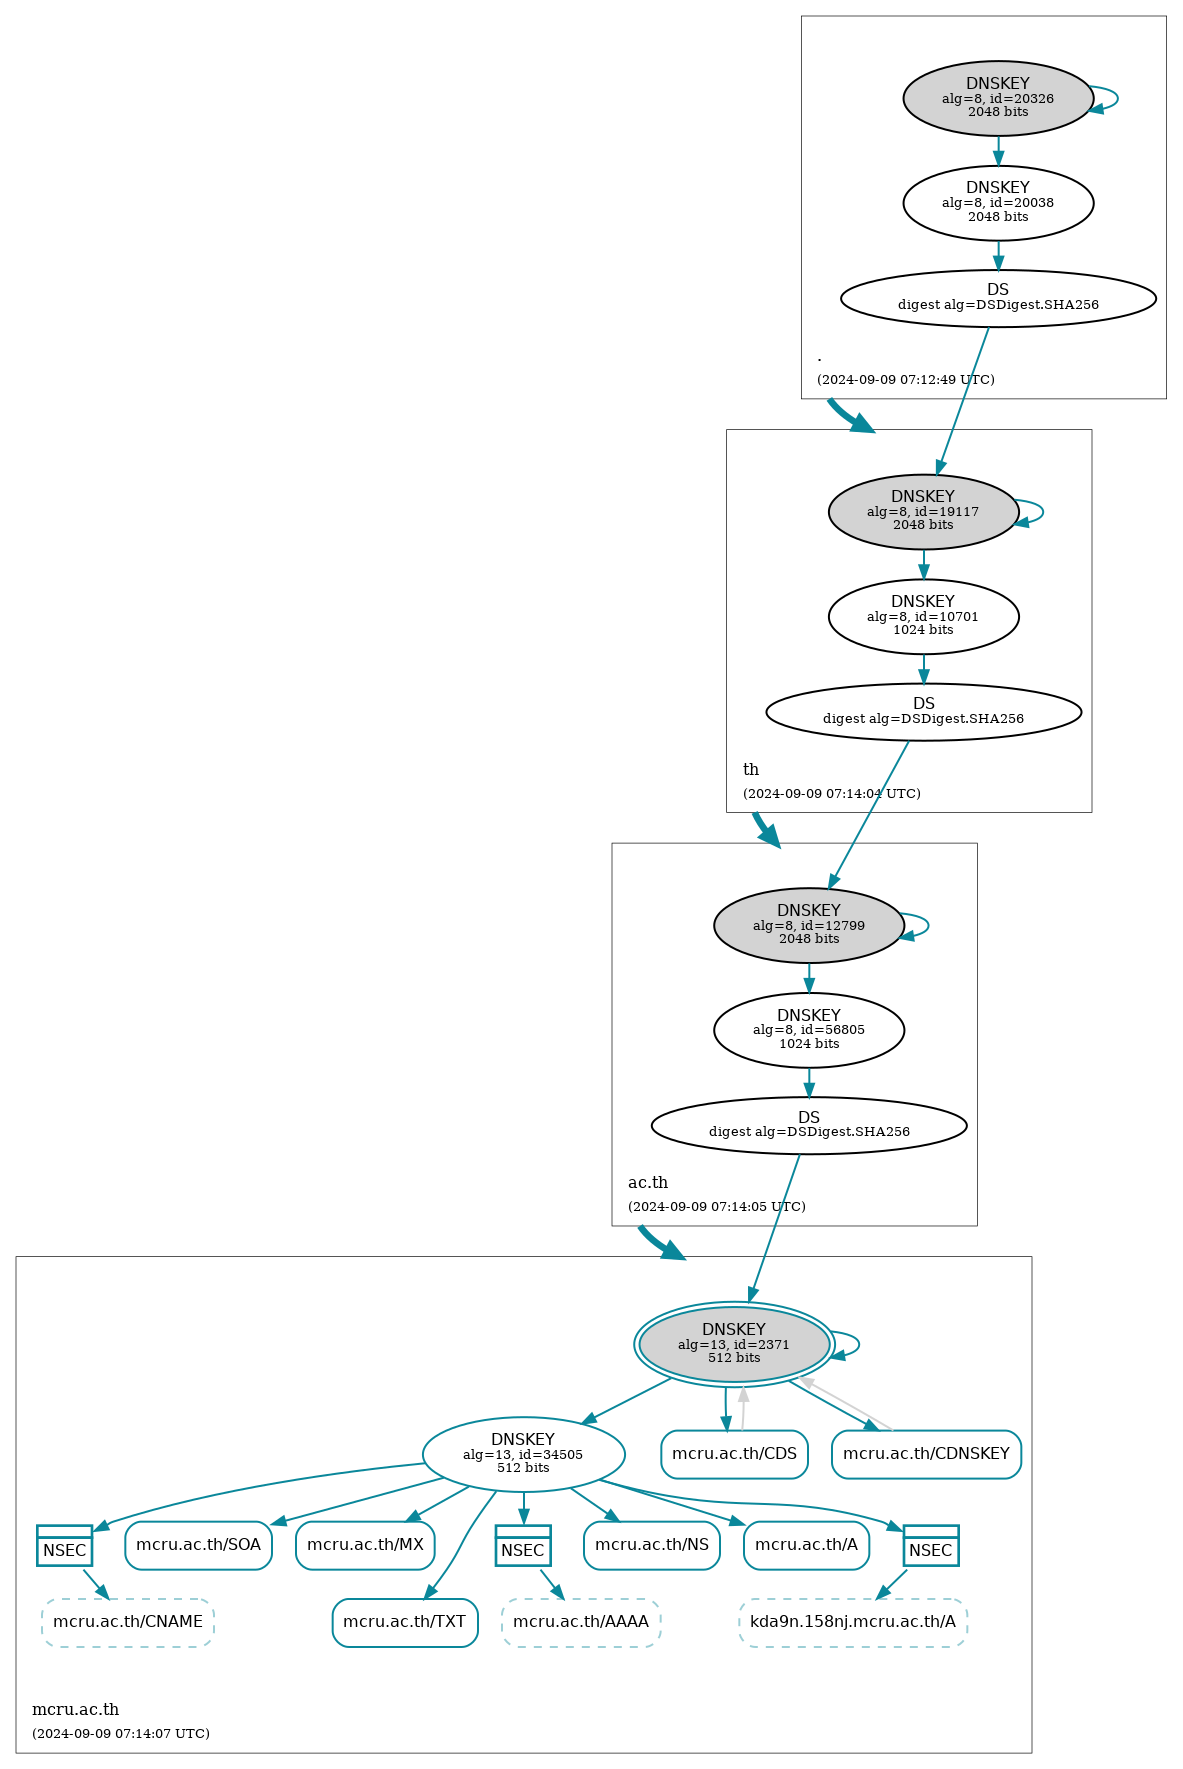 DNSKEY
alg=8, id=20326
2048 bits
DNSKEY
alg=8, id=20038
2048 bits
DS
digest alg=DSDigest.SHA256
.
(2024-09-09 07:12:49 UTC)
DNSKEY
alg=8, id=19117
2048 bits
DNSKEY
alg=8, id=10701
1024 bits
DS
digest alg=DSDigest.SHA256
th
(2024-09-09 07:14:04 UTC)
DNSKEY
alg=8, id=12799
2048 bits
DNSKEY
alg=8, id=56805
1024 bits
DS
digest alg=DSDigest.SHA256
ac.th
(2024-09-09 07:14:05 UTC)
DNSKEY
alg=13, id=2371
512 bits
DNSKEY
alg=13, id=34505
512 bits
mcru.ac.th/CDS
mcru.ac.th/CDNSKEY
NSEC
mcru.ac.th/SOA
mcru.ac.th/MX
NSEC
mcru.ac.th/NS
mcru.ac.th/A
NSEC
mcru.ac.th/CNAME
mcru.ac.th/TXT
mcru.ac.th/AAAA
kda9n.158nj.mcru.ac.th/A
mcru.ac.th
(2024-09-09 07:14:07 UTC)